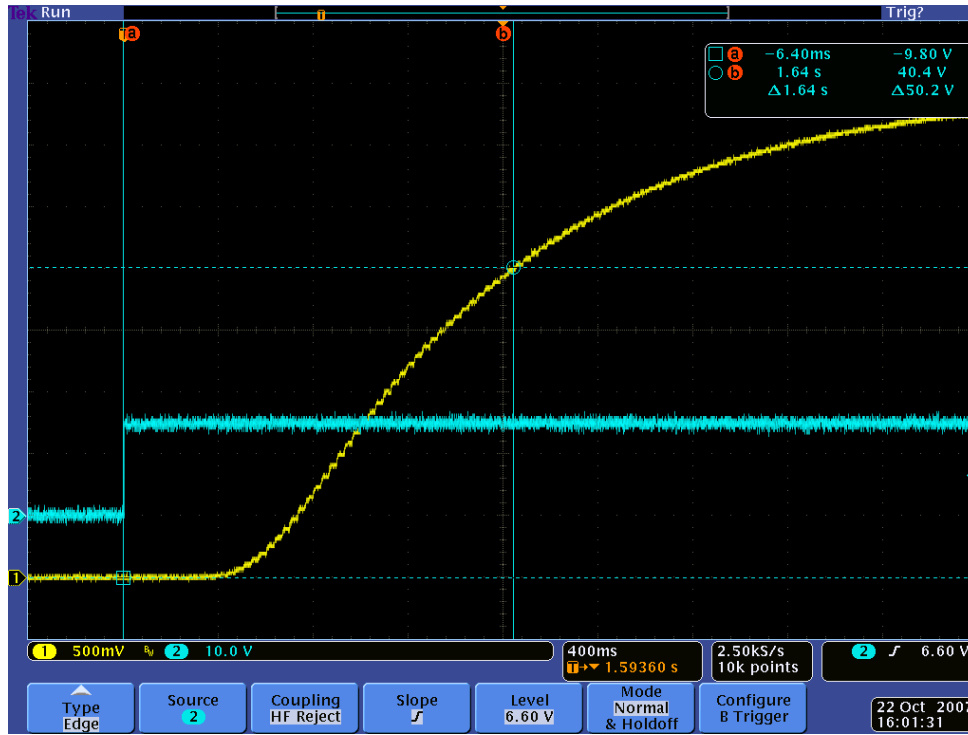 Tek Run Trig?
T a b
a −6.40ms −9.80 V
b 1.64 s 40.4 V
Δ1.64 s Δ50.2 V
2
1
1 500mV BW 2 10.0 V 400ms 2.50kS/s 2 6.60 V
T→▼ 1.59360 s 10k points
Type Source Coupling Slope Level Mode Configure
Edge 2 HF Reject 6.60 V Normal B Trigger
& Holdoff
22 Oct 2007
16:01:31